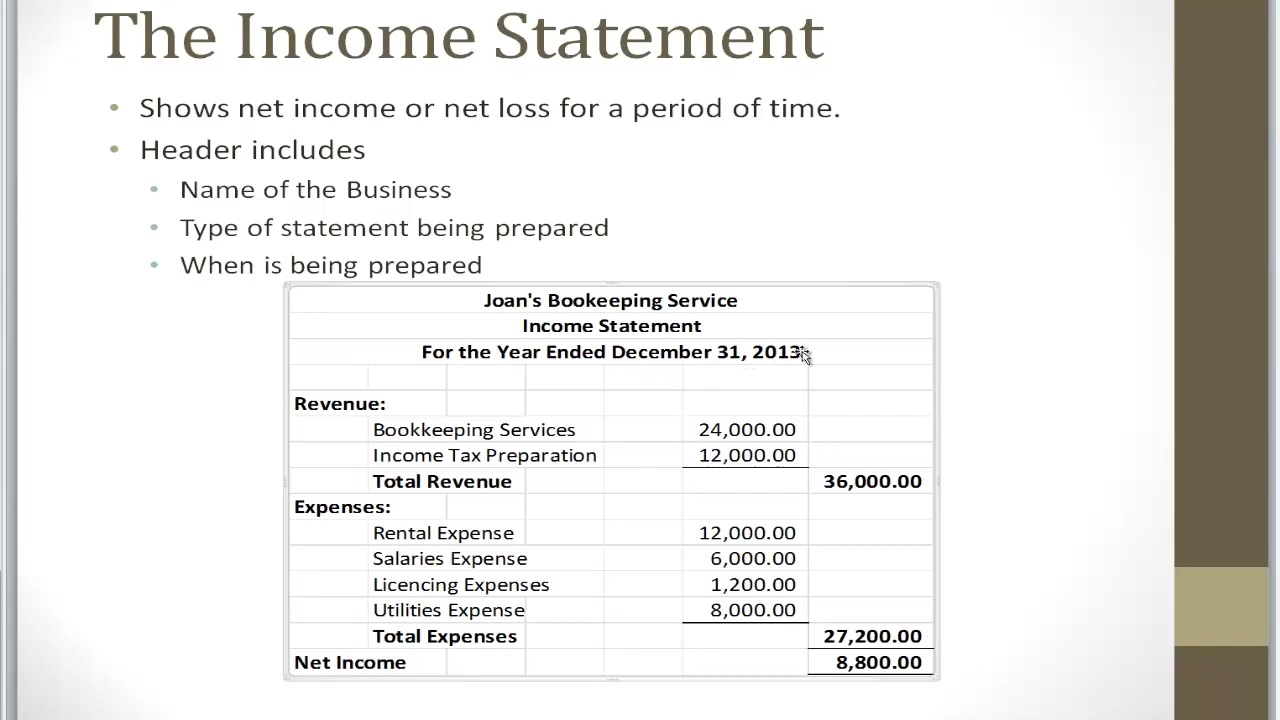 The Income Statement
• Shows net income or net loss for a period of time.
• Header includes
• Name of the Business
• Type of statement being prepared
• When is being prepared
Joan's Bookeeping Service
Income Statement
For the Year Ended December 31, 2013
Revenue:
Bookkeeping Services 24,000.00
Income Tax Preparation 12,000.00
Total Revenue 36,000.00
Expenses:
Rental Expense 12,000.00
Salaries Expense 6,000.00
Licencing Expenses 1,200.00
Utilities Expense 8,000.00
Total Expenses 27,200.00
Net Income 8,800.00